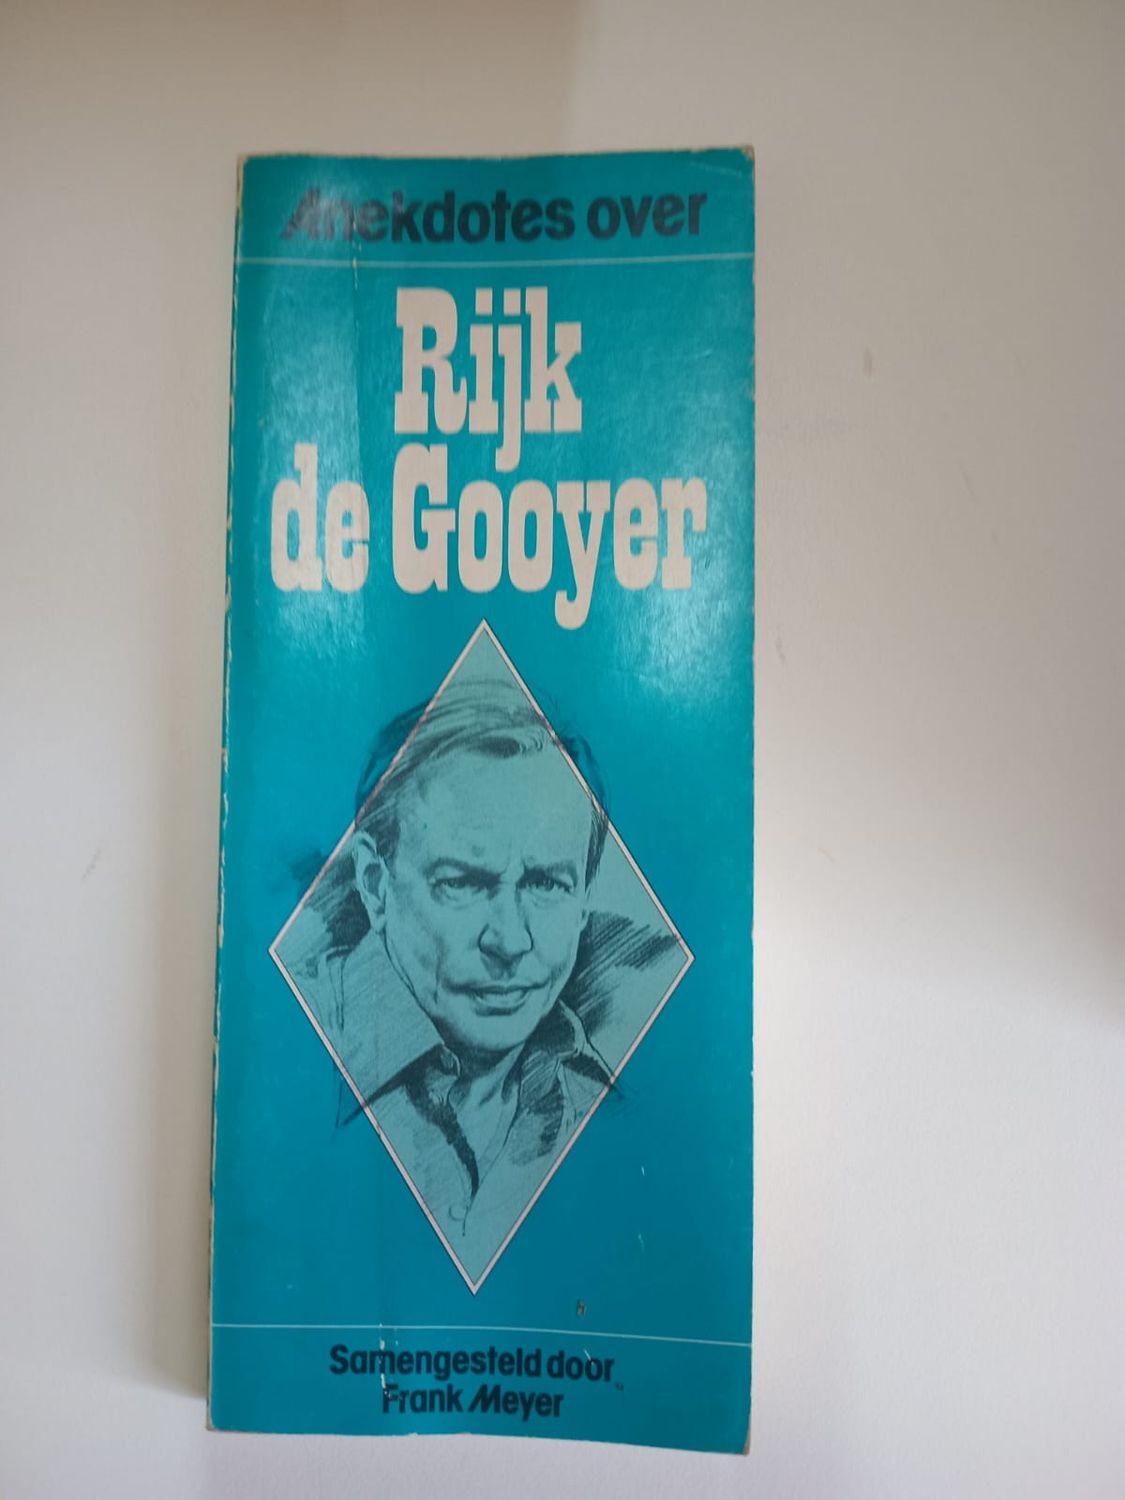 Anekdotes over
Rijk
de Gooyer
Samengesteld door
Frank Meyer